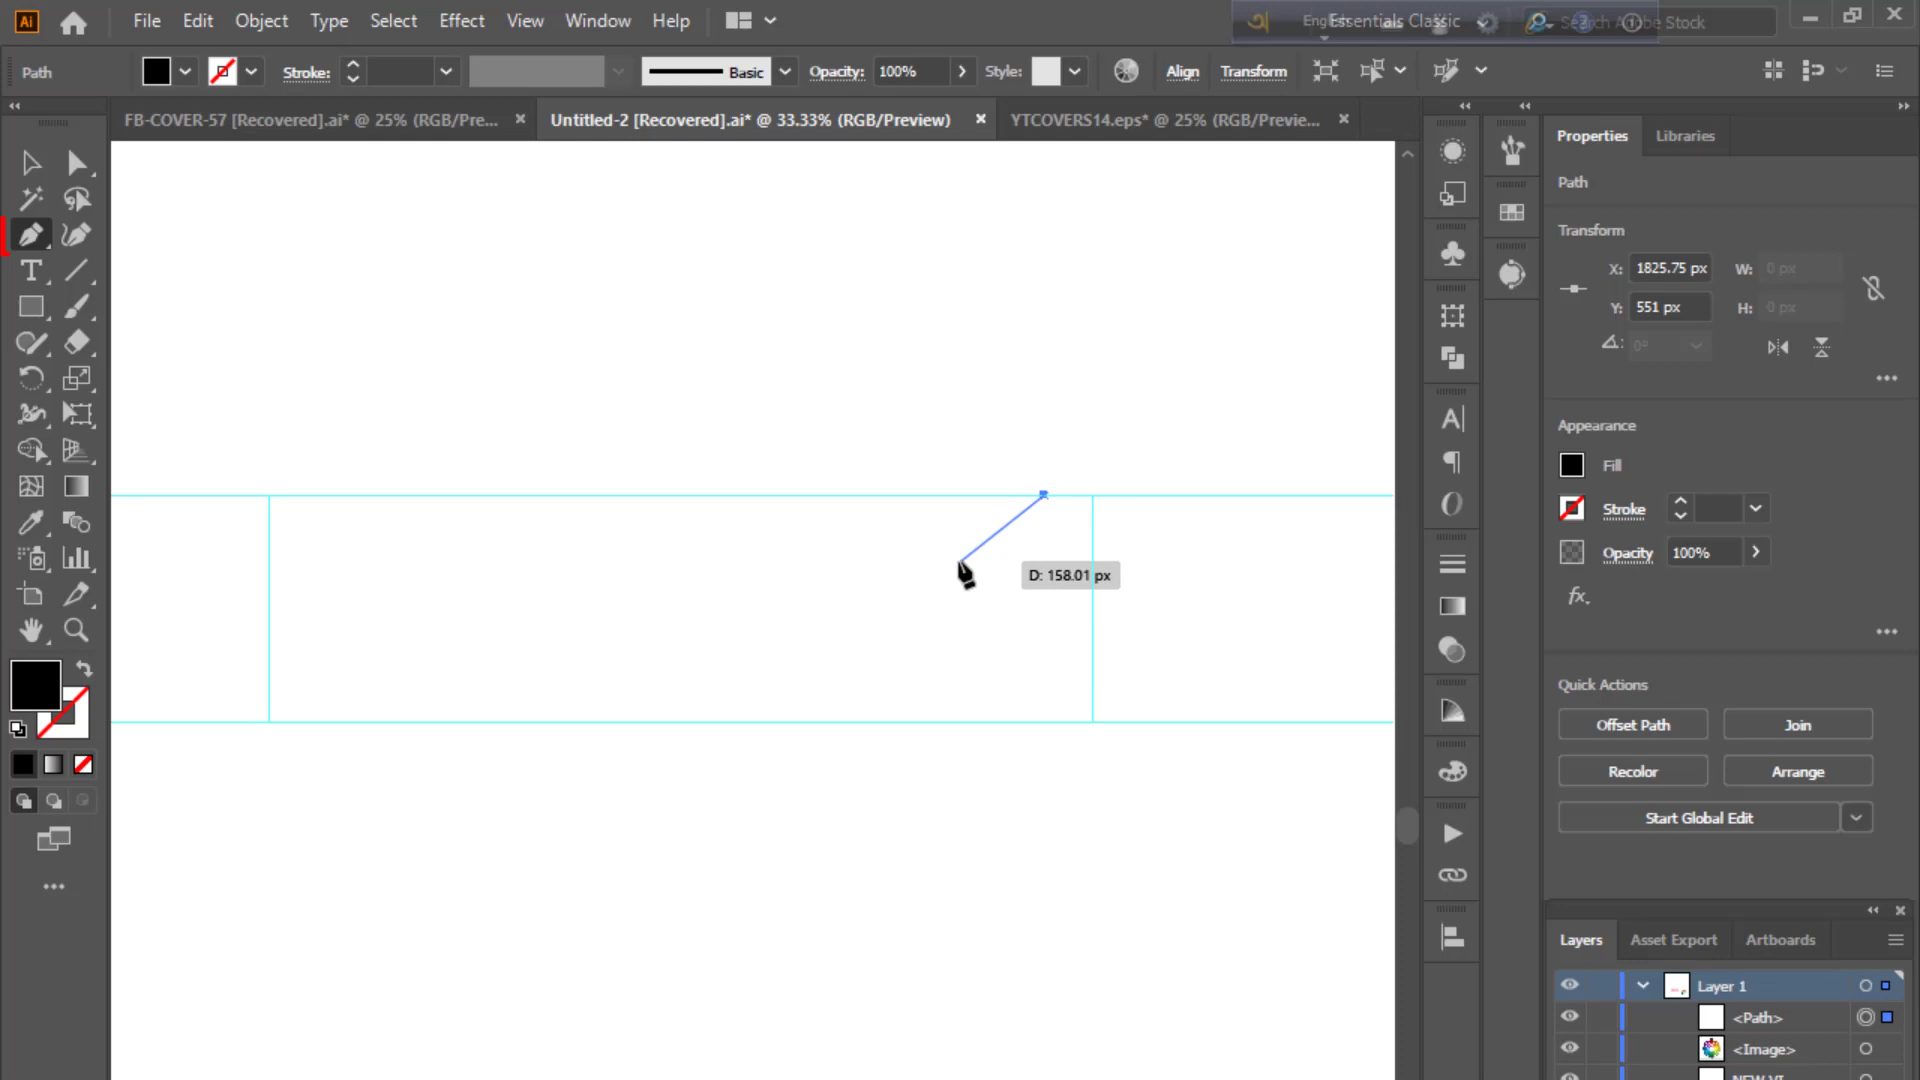 Ai File Edit Object Type Select Effect View Window Help
English Essentials Classic Search Adobe Stock
Path Stroke: Basic Opacity: 100% Style: Align Transform
FB-COVER-57 [Recovered].ai* @ 25% (RGB/Pre... × Untitled-2 [Recovered].ai* @ 33.33% (RGB/Preview) × YTCOVERS14.eps* @ 25% (RGB/Previe... ×
Properties Libraries
Path
Transform
X: 1825.75 px W: 0 px
Y: 551 px H: 0 px
0°
Appearance
Fill
Stroke
Opacity 100%
fx.
D: 158.01 px
Quick Actions
Offset Path Join
Recolor Arrange
Start Global Edit
Layers Asset Export Artboards
Layer 1
<Path>
<Image>